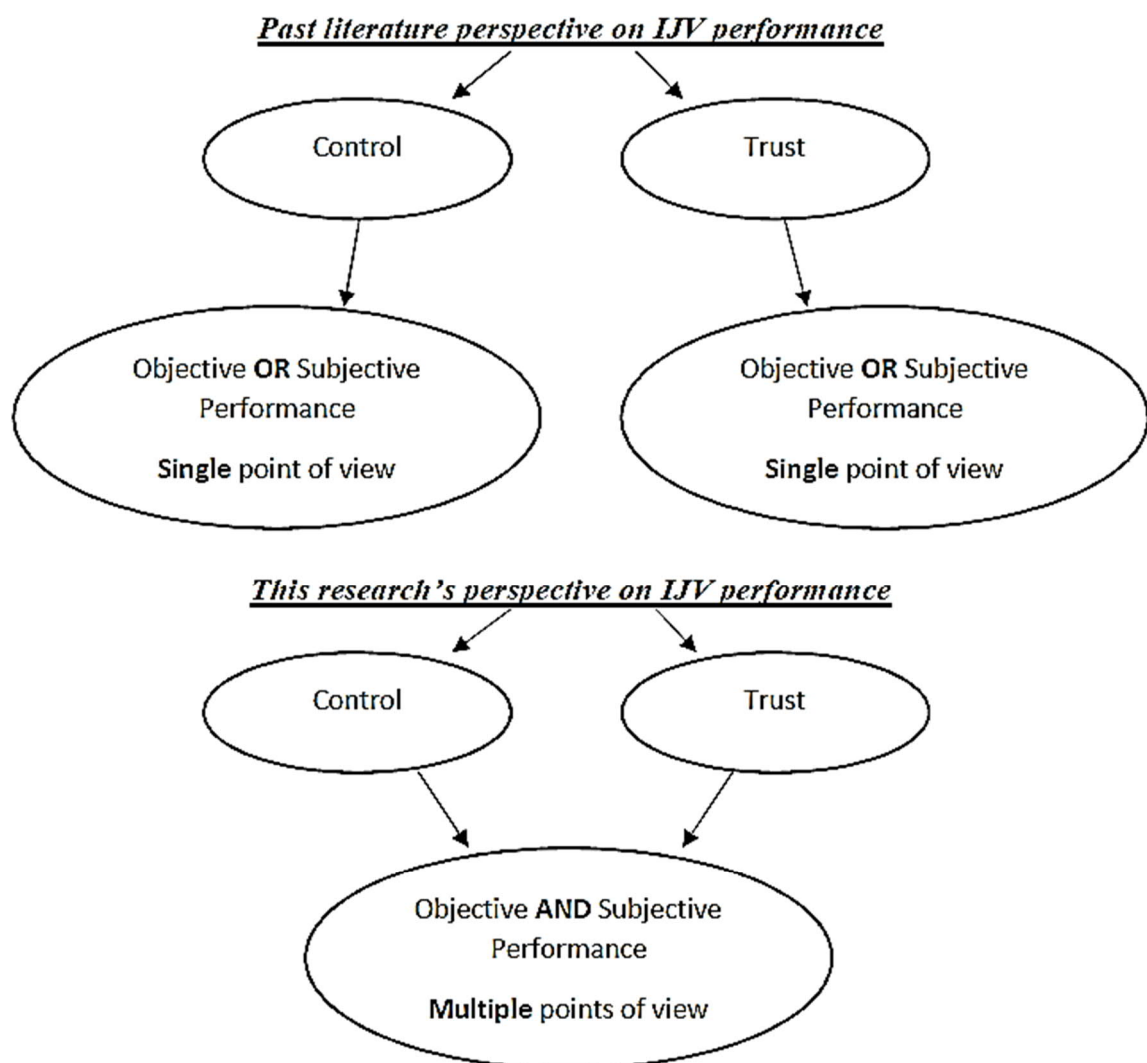 Past literature perspective on IJV performance
Control
Trust
Objective OR Subjective
Performance
Single point of view
Objective OR Subjective
Performance
Single point of view
This research's perspective on IJV performance
Control
Trust
Objective AND Subjective
Performance
Multiple points of view